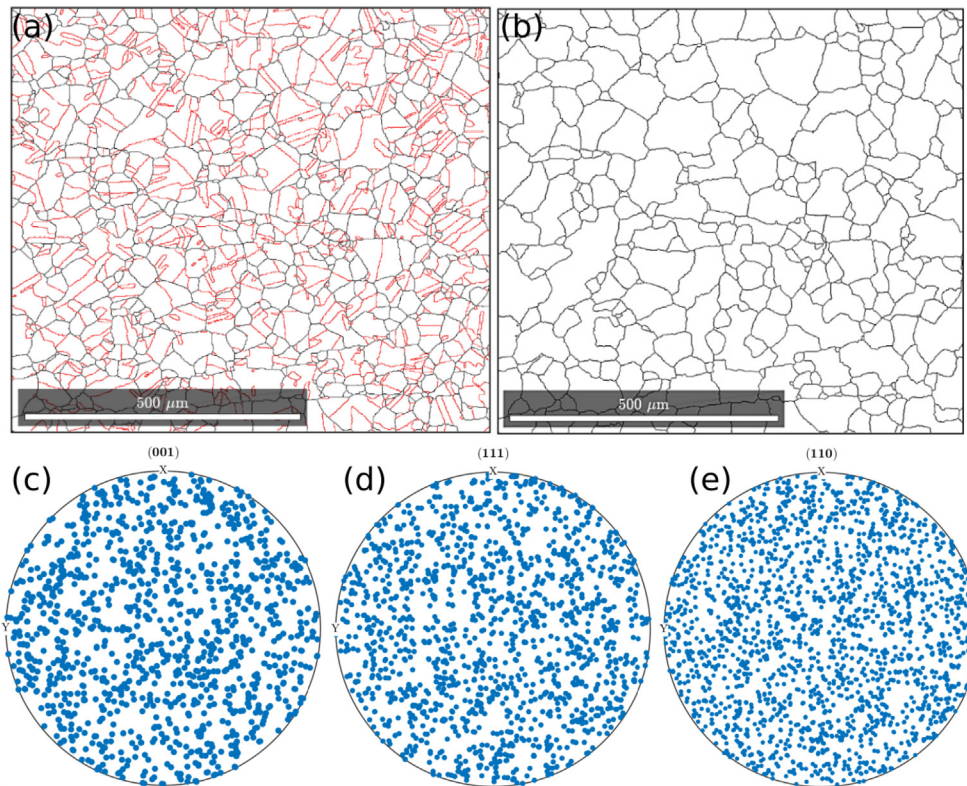 (a)
(b)
500 μm
500 μm
(001)
(111)
(110)
(c)
X
(d)
X
(e)
X
Y
Y
Y